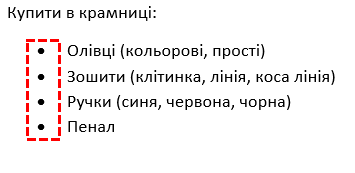 Купити в крамниці:
• Олівці (кольорові, прості)
• Зошити (клітинка, лінія, коса лінія)
• Ручки (синя, червона, чорна)
• Пенал